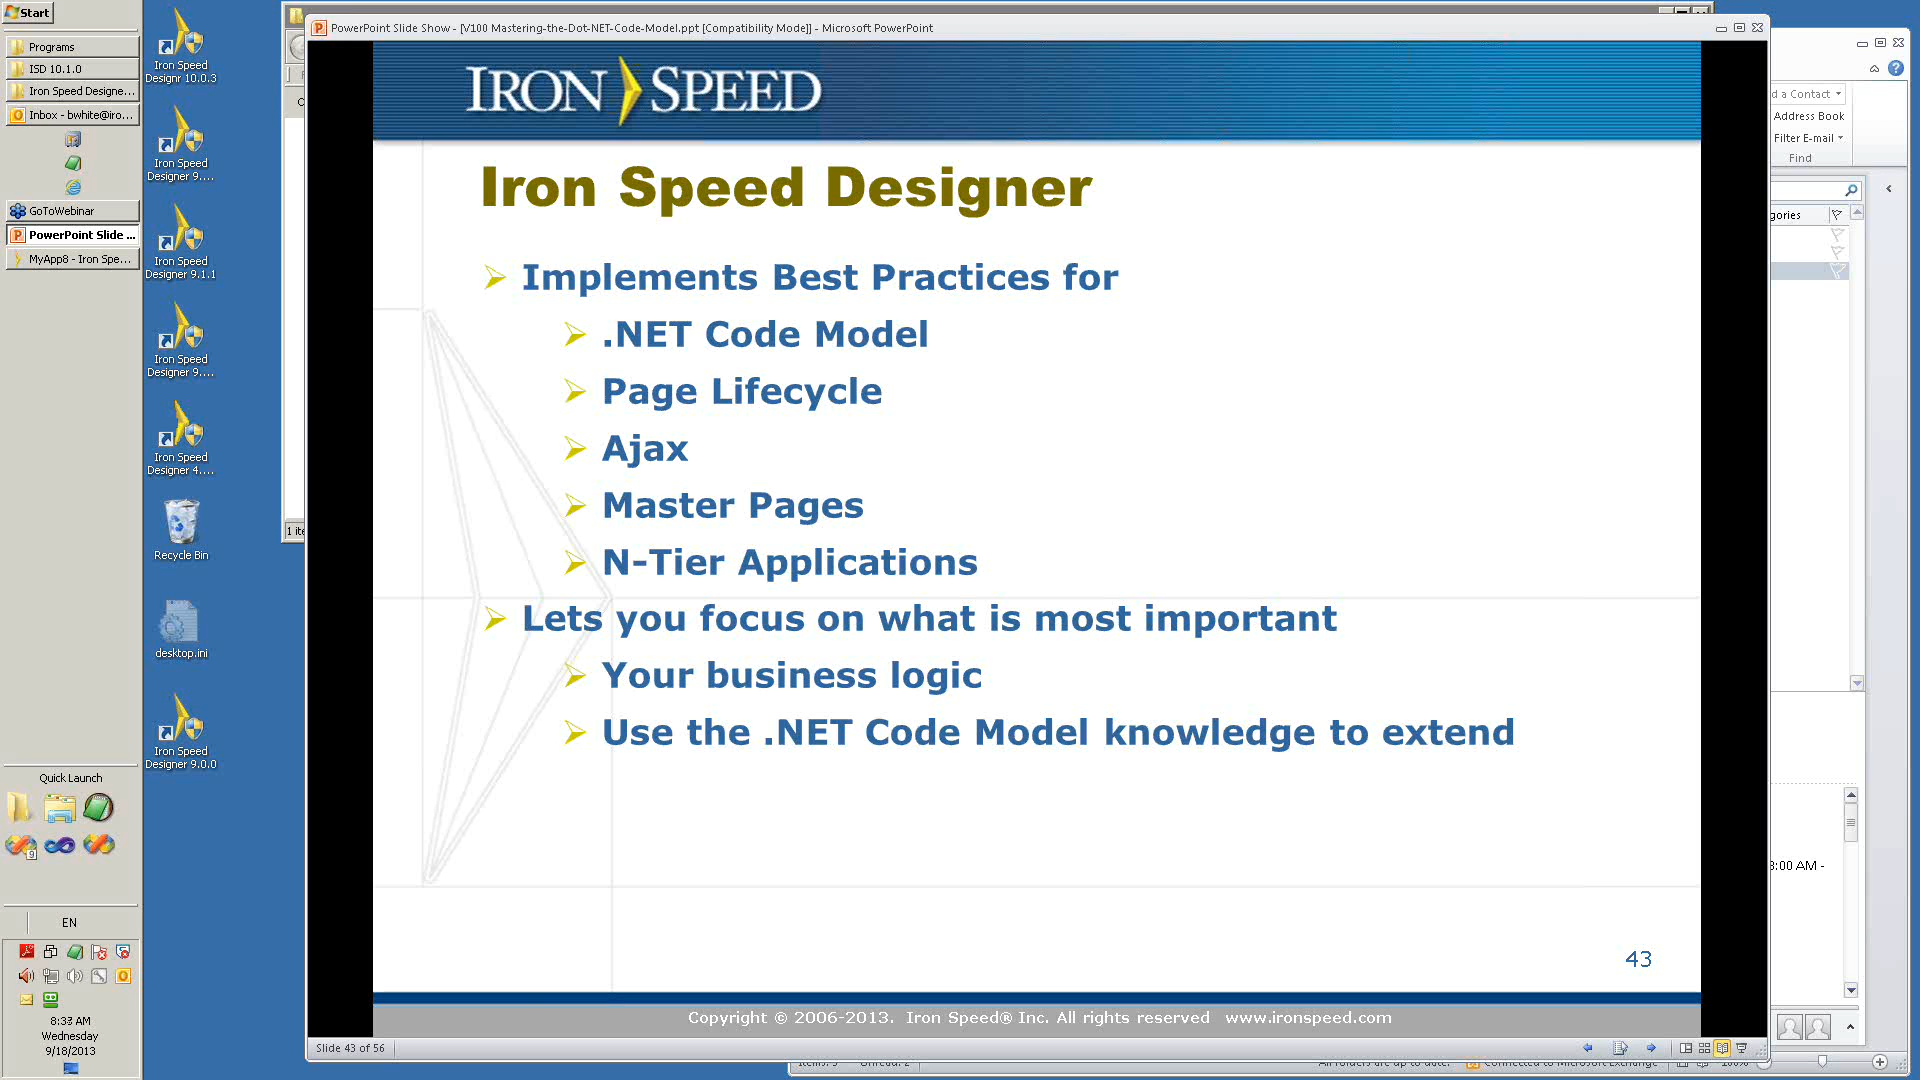 Start
Programs
ISD 10.1.0
Iron Speed Designe...
Inbox - bwhite@iro...
GoToWebinar
PowerPoint Slide ...
MyApp8 - Iron Spe...
Quick Launch
9
EN
8:33 AM
Wednesday
9/18/2013
Iron Speed
Designr 10.0.3
Iron Speed
Designer 9....
Iron Speed
Designer 9.1.1
Iron Speed
Designer 9....
Iron Speed
Designer 4....
Recycle Bin
desktop.ini
Iron Speed
Designer 9.0.0
PowerPoint Slide Show - [V100 Mastering-the-Dot-NET-Code-Model.ppt [Compatibility Mode]] - Microsoft PowerPoint
IRON SPEED
Iron Speed Designer
Implements Best Practices for
.NET Code Model
Page Lifecycle
Ajax
Master Pages
N-Tier Applications
Lets you focus on what is most important
Your business logic
Use the .NET Code Model knowledge to extend
43
Copyright © 2006-2013. Iron Speed® Inc. All rights reserved www.ironspeed.com
Slide 43 of 56
d a Contact
Address Book
Filter E-mail
Find
gories
3:00 AM -